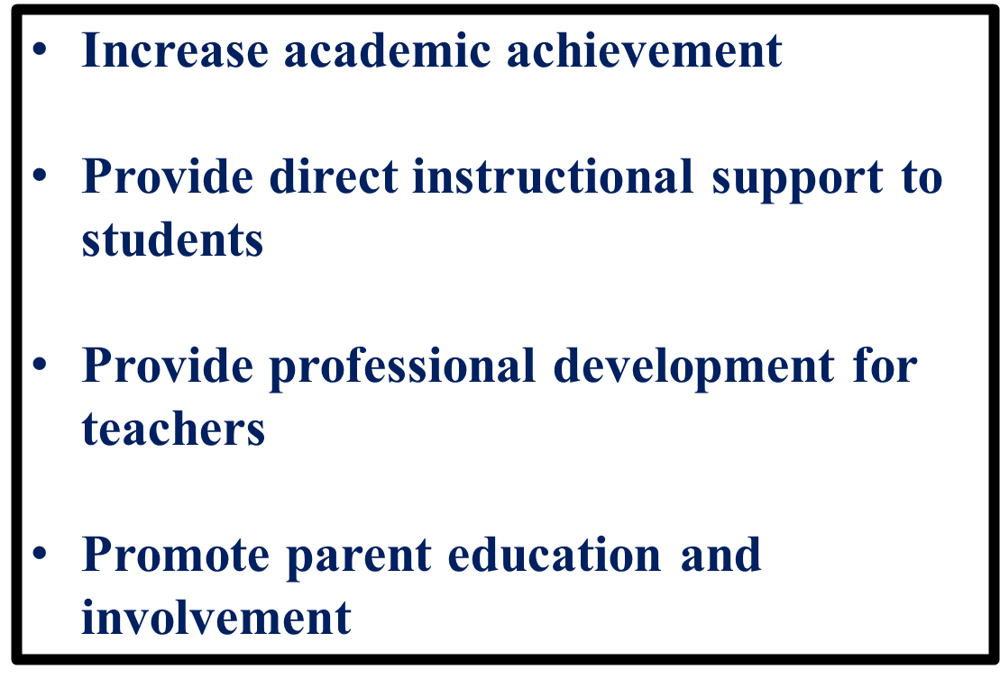 • Increase academic achievement
• Provide direct instructional support to
students
• Provide professional development for
teachers
• Promote parent education and
involvement